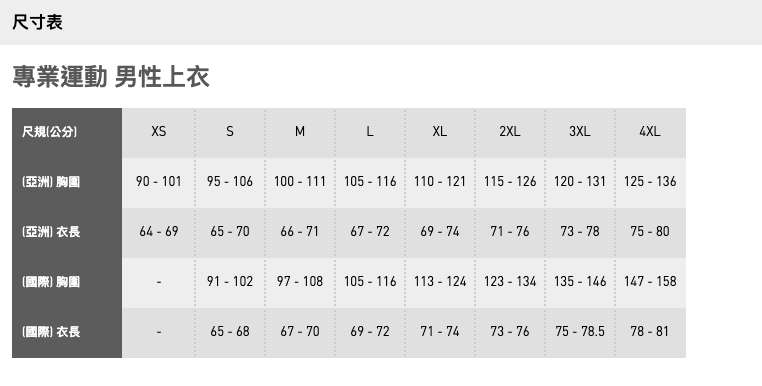 尺寸表
專業運動 男性上衣
尺規(公分) XS S M L XL 2XL 3XL 4XL
(亞洲) 胸圍 90 - 101 95 - 106 100 - 111 105 - 116 110 - 121 115 - 126 120 - 131 125 - 136
(亞洲) 衣長 64 - 69 65 - 70 66 - 71 67 - 72 69 - 74 71 - 76 73 - 78 75 - 80
(國際) 胸圍 - 91 - 102 97 - 108 105 - 116 113 - 124 123 - 134 135 - 146 147 - 158
(國際) 衣長 - 65 - 68 67 - 70 69 - 72 71 - 74 73 - 76 75 - 78.5 78 - 81